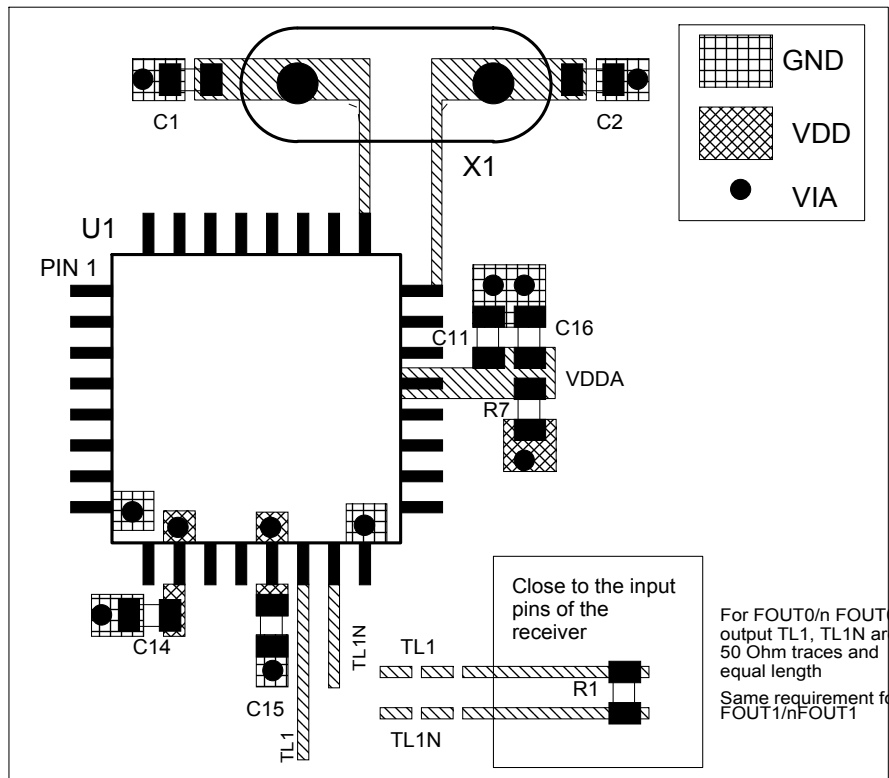 GND
VDD
VIA
C1
C2
X1
U1
PIN 1
C11
C16
VDDA
R7
C14
C15
TL1
TL1N
Close to the input
pins of the
receiver
TL1
R1
TL1N
For FOUT0/n
output TL1, TL1N
50 Ohm traces and
equal length
Same requirement
FOUT1/nFOUT1